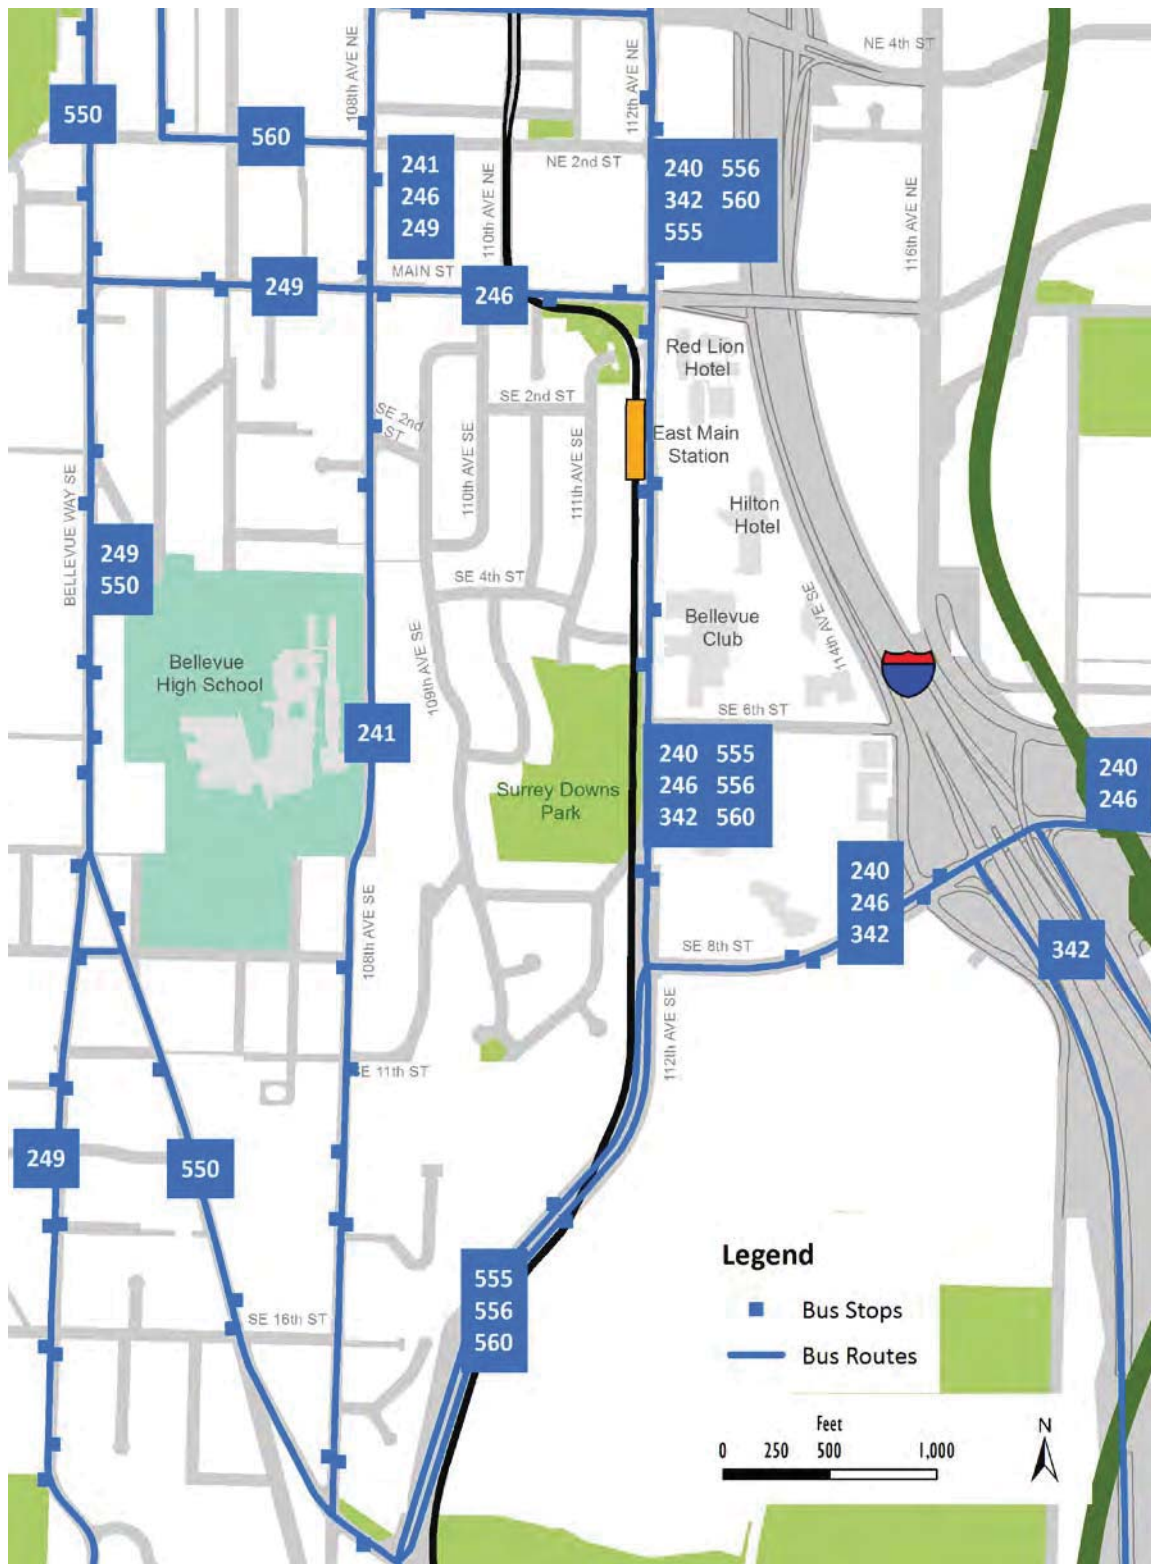 NE 4th ST
108th AVE NE
112th AVE NE
550
560
241
246
249
NE 2nd ST
240 556
342 560
555
110th AVE NE
116th AVE NE
MAIN ST
249
246
Red Lion
Hotel
SE 2nd ST
SE 2nd
ST
East Main
Station
110th AVE SE
111th AVE SE
Hilton
Hotel
BELLEVUE WAY SE
249
550
SE 4th ST
Bellevue
Club
114th AVE SE
109th AVE SE
Bellevue
High School
SE 6th ST
241
240 555
246 556
342 560
240
246
Surrey Downs
Park
240
246
342
108th AVE SE
SE 8th ST
342
112th AVE SE
SE 11th ST
249
550
Legend
555
556
560
Bus Stops
SE 16th ST
Bus Routes
Feet
0 250 500 1,000
N